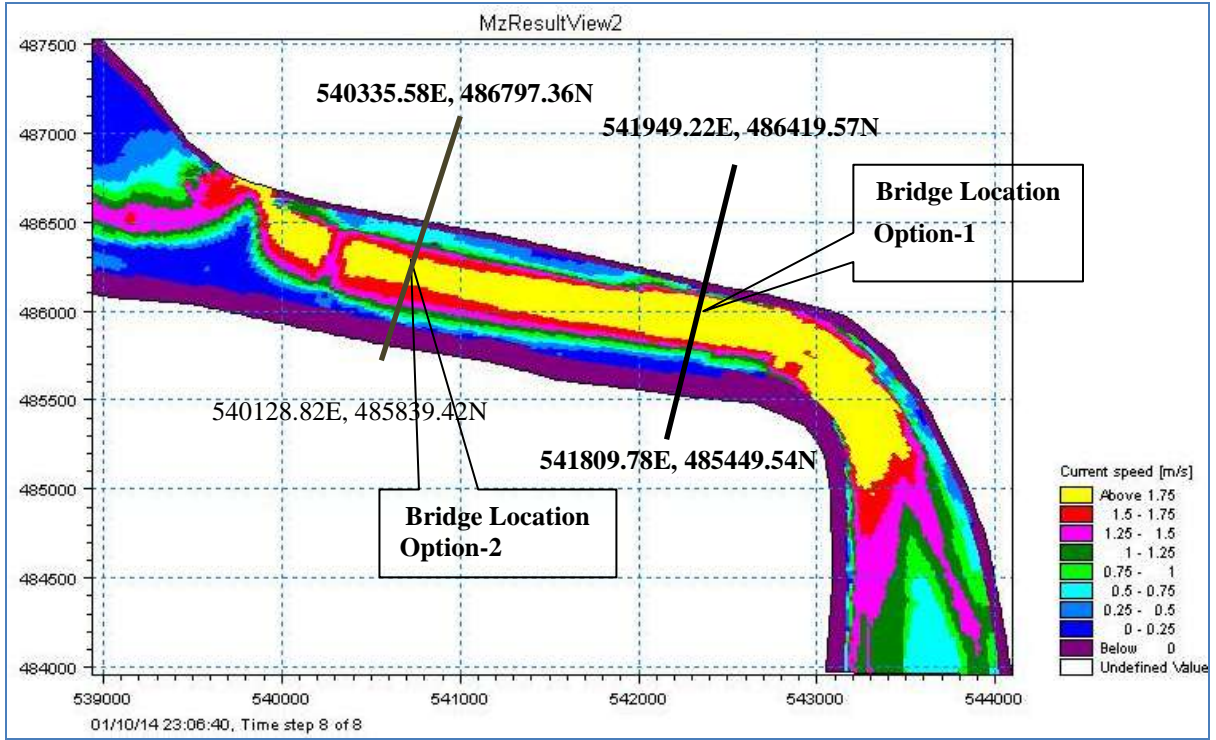 MzResultView2
487500
487000
486500
486000
485500
485000
484500
484000
540335.58E, 486797.36N
541949.22E, 486419.57N
Bridge Location
Option-1
540128.82E, 485839.42N
541809.78E, 485449.54N
Bridge Location
Option-2
Current speed [m/s]
Above 1.75
1.5 - 1.75
1.25 - 1.5
1 - 1.25
0.75 - 1
0.5 - 0.75
0.25 - 0.5
0 - 0.25
Below 0
Undefined Value
539000 540000 541000 542000 543000 544000
01/10/14 23:06:40, Time step 8 of 8